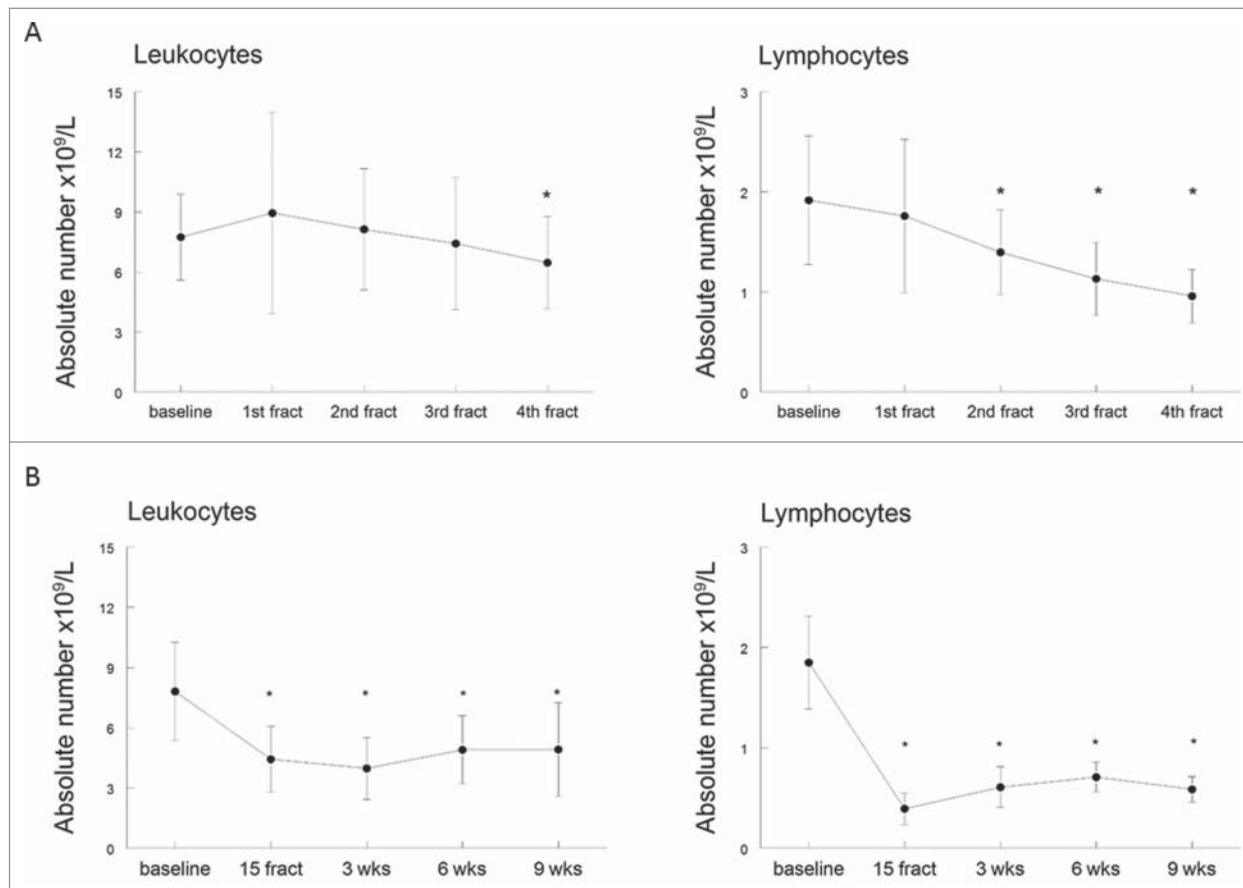 A
Leukocytes
Absolute number x10⁹/L
15
12
9
6
3
0
*
baseline 1st fract 2nd fract 3rd fract 4th fract
Lymphocytes
Absolute number x10⁹/L
3
2
1
0
* * *
baseline 1st fract 2nd fract 3rd fract 4th fract
B
Leukocytes
Absolute number x10⁹/L
15
12
9
6
3
0
* * * *
baseline 15 fract 3 wks 6 wks 9 wks
Lymphocytes
Absolute number x10⁹/L
3
2
1
0
* * * *
baseline 15 fract 3 wks 6 wks 9 wks